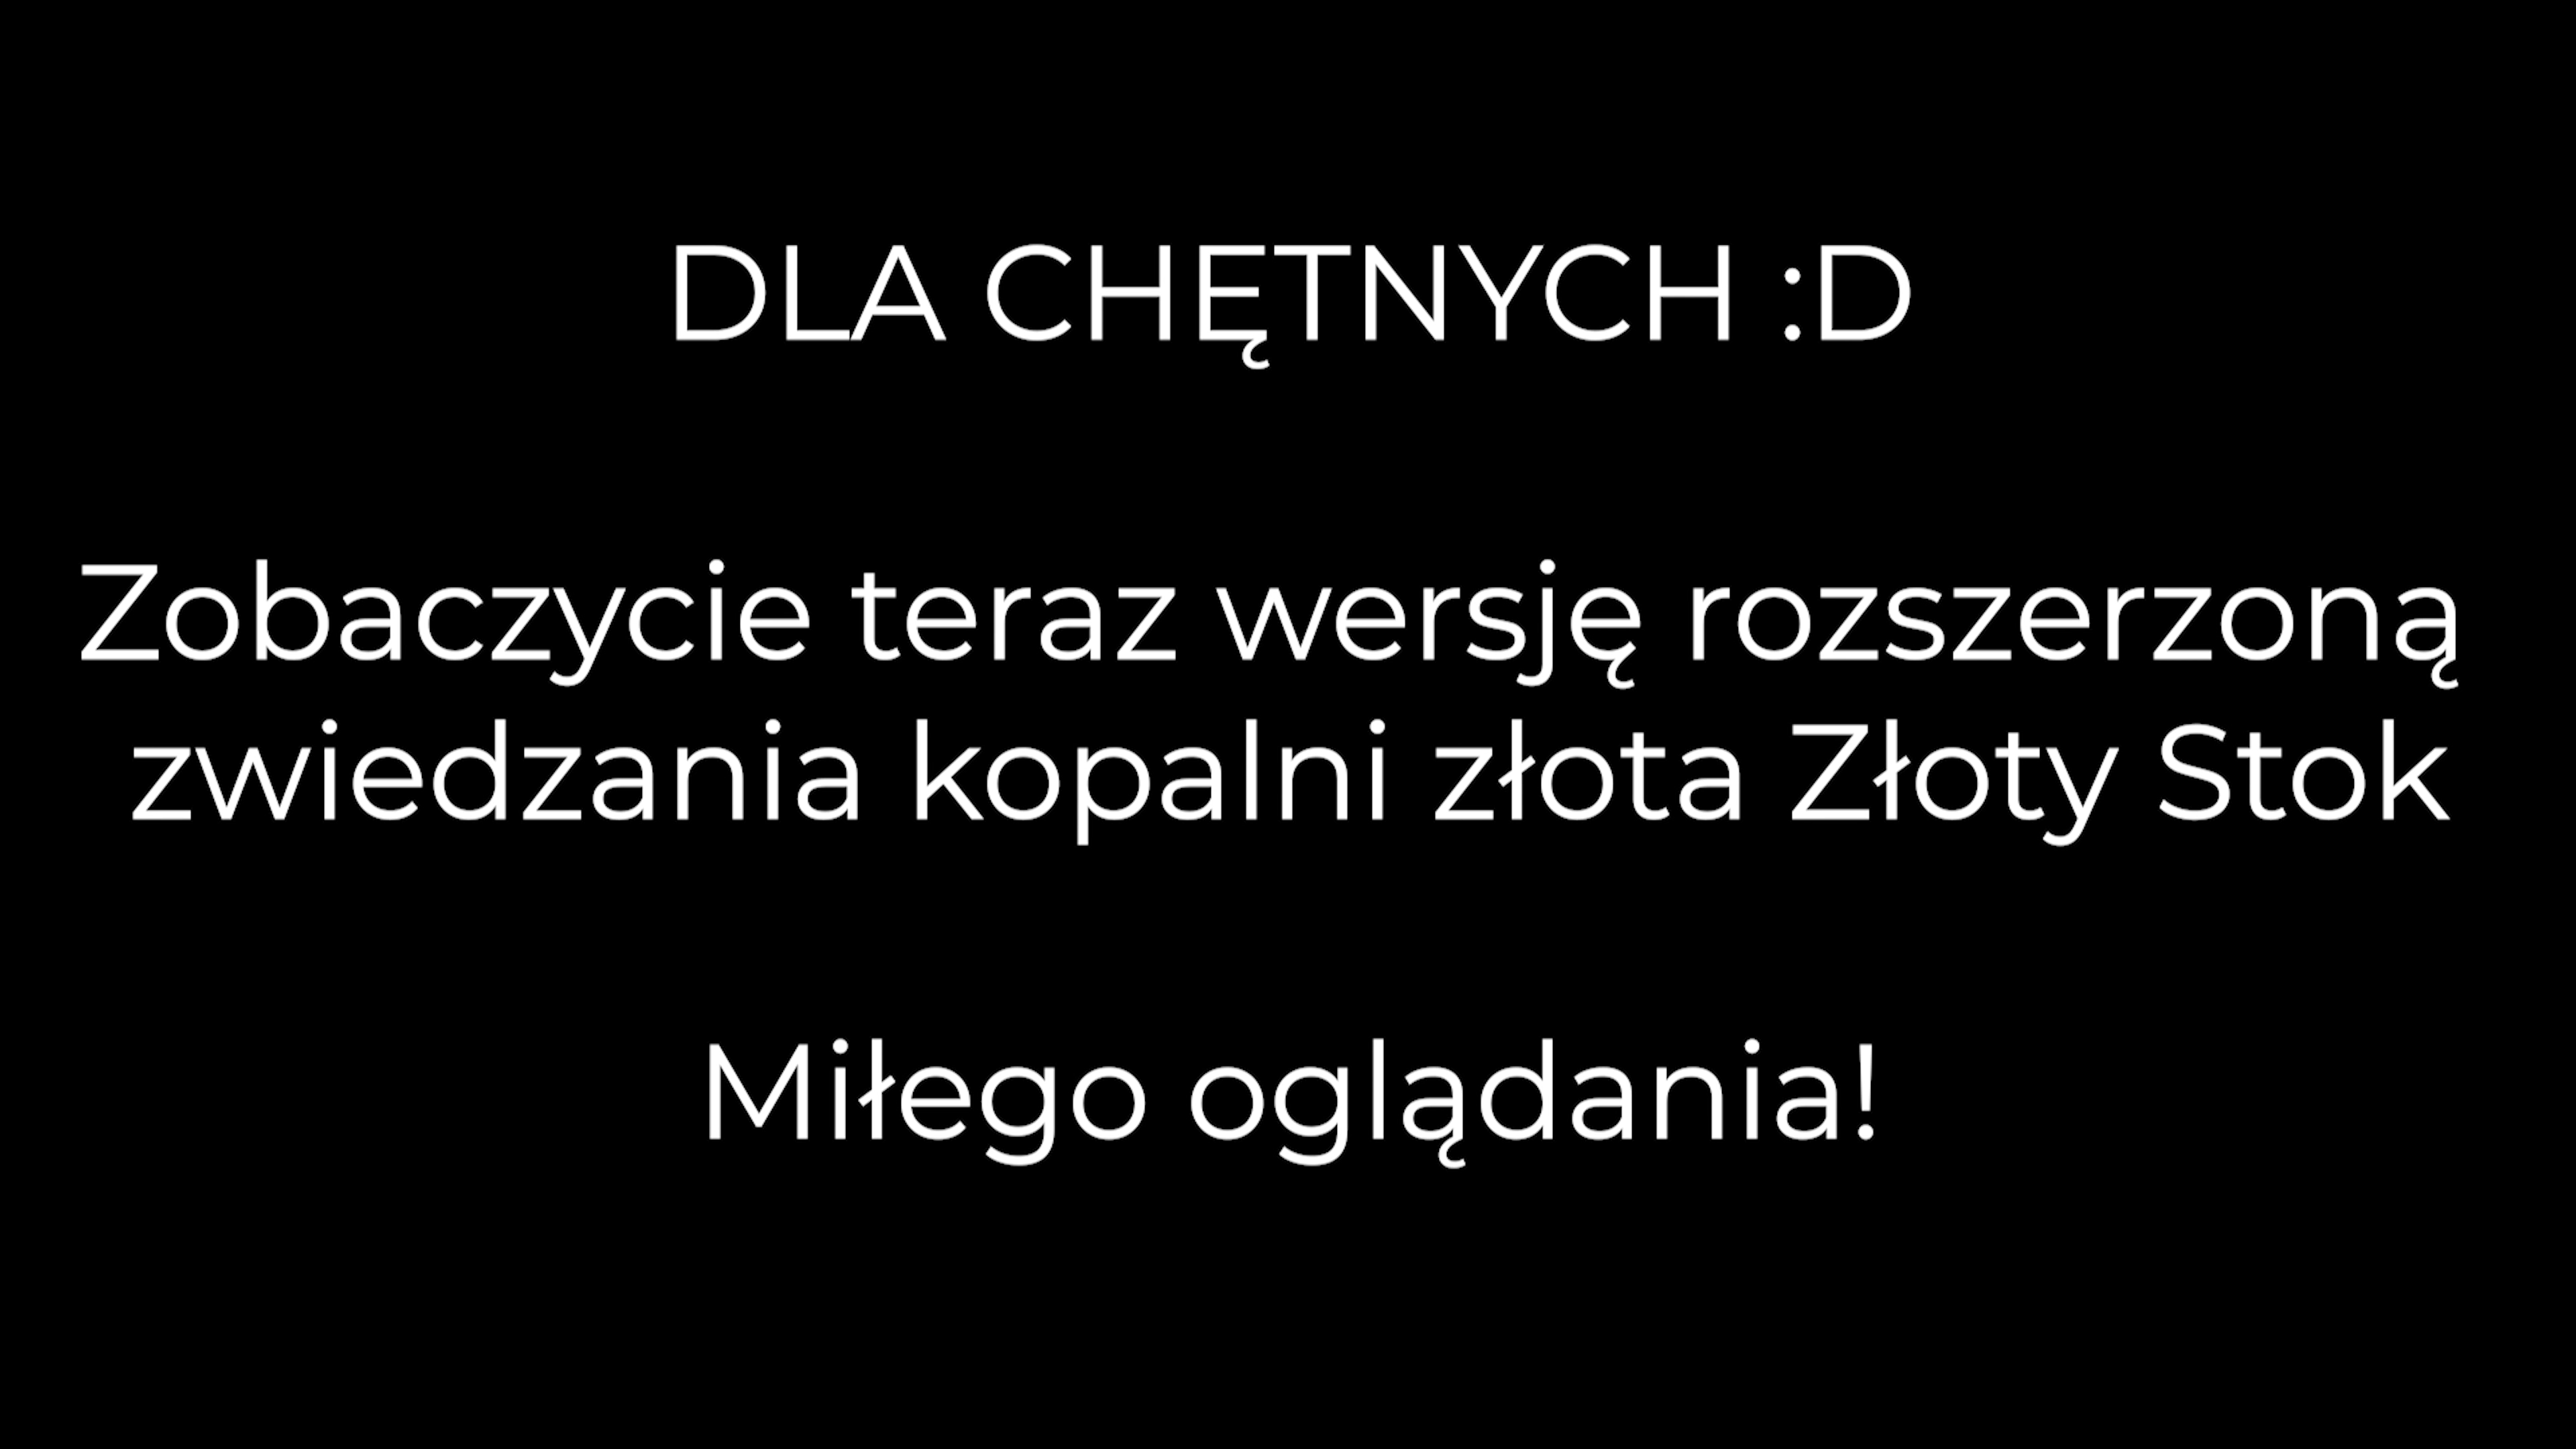 DLA CHĘTNYCH :D
Zobaczycie teraz wersję rozszerzoną
zwiedzania kopalni złota Złoty Stok
Miłego oglądania!